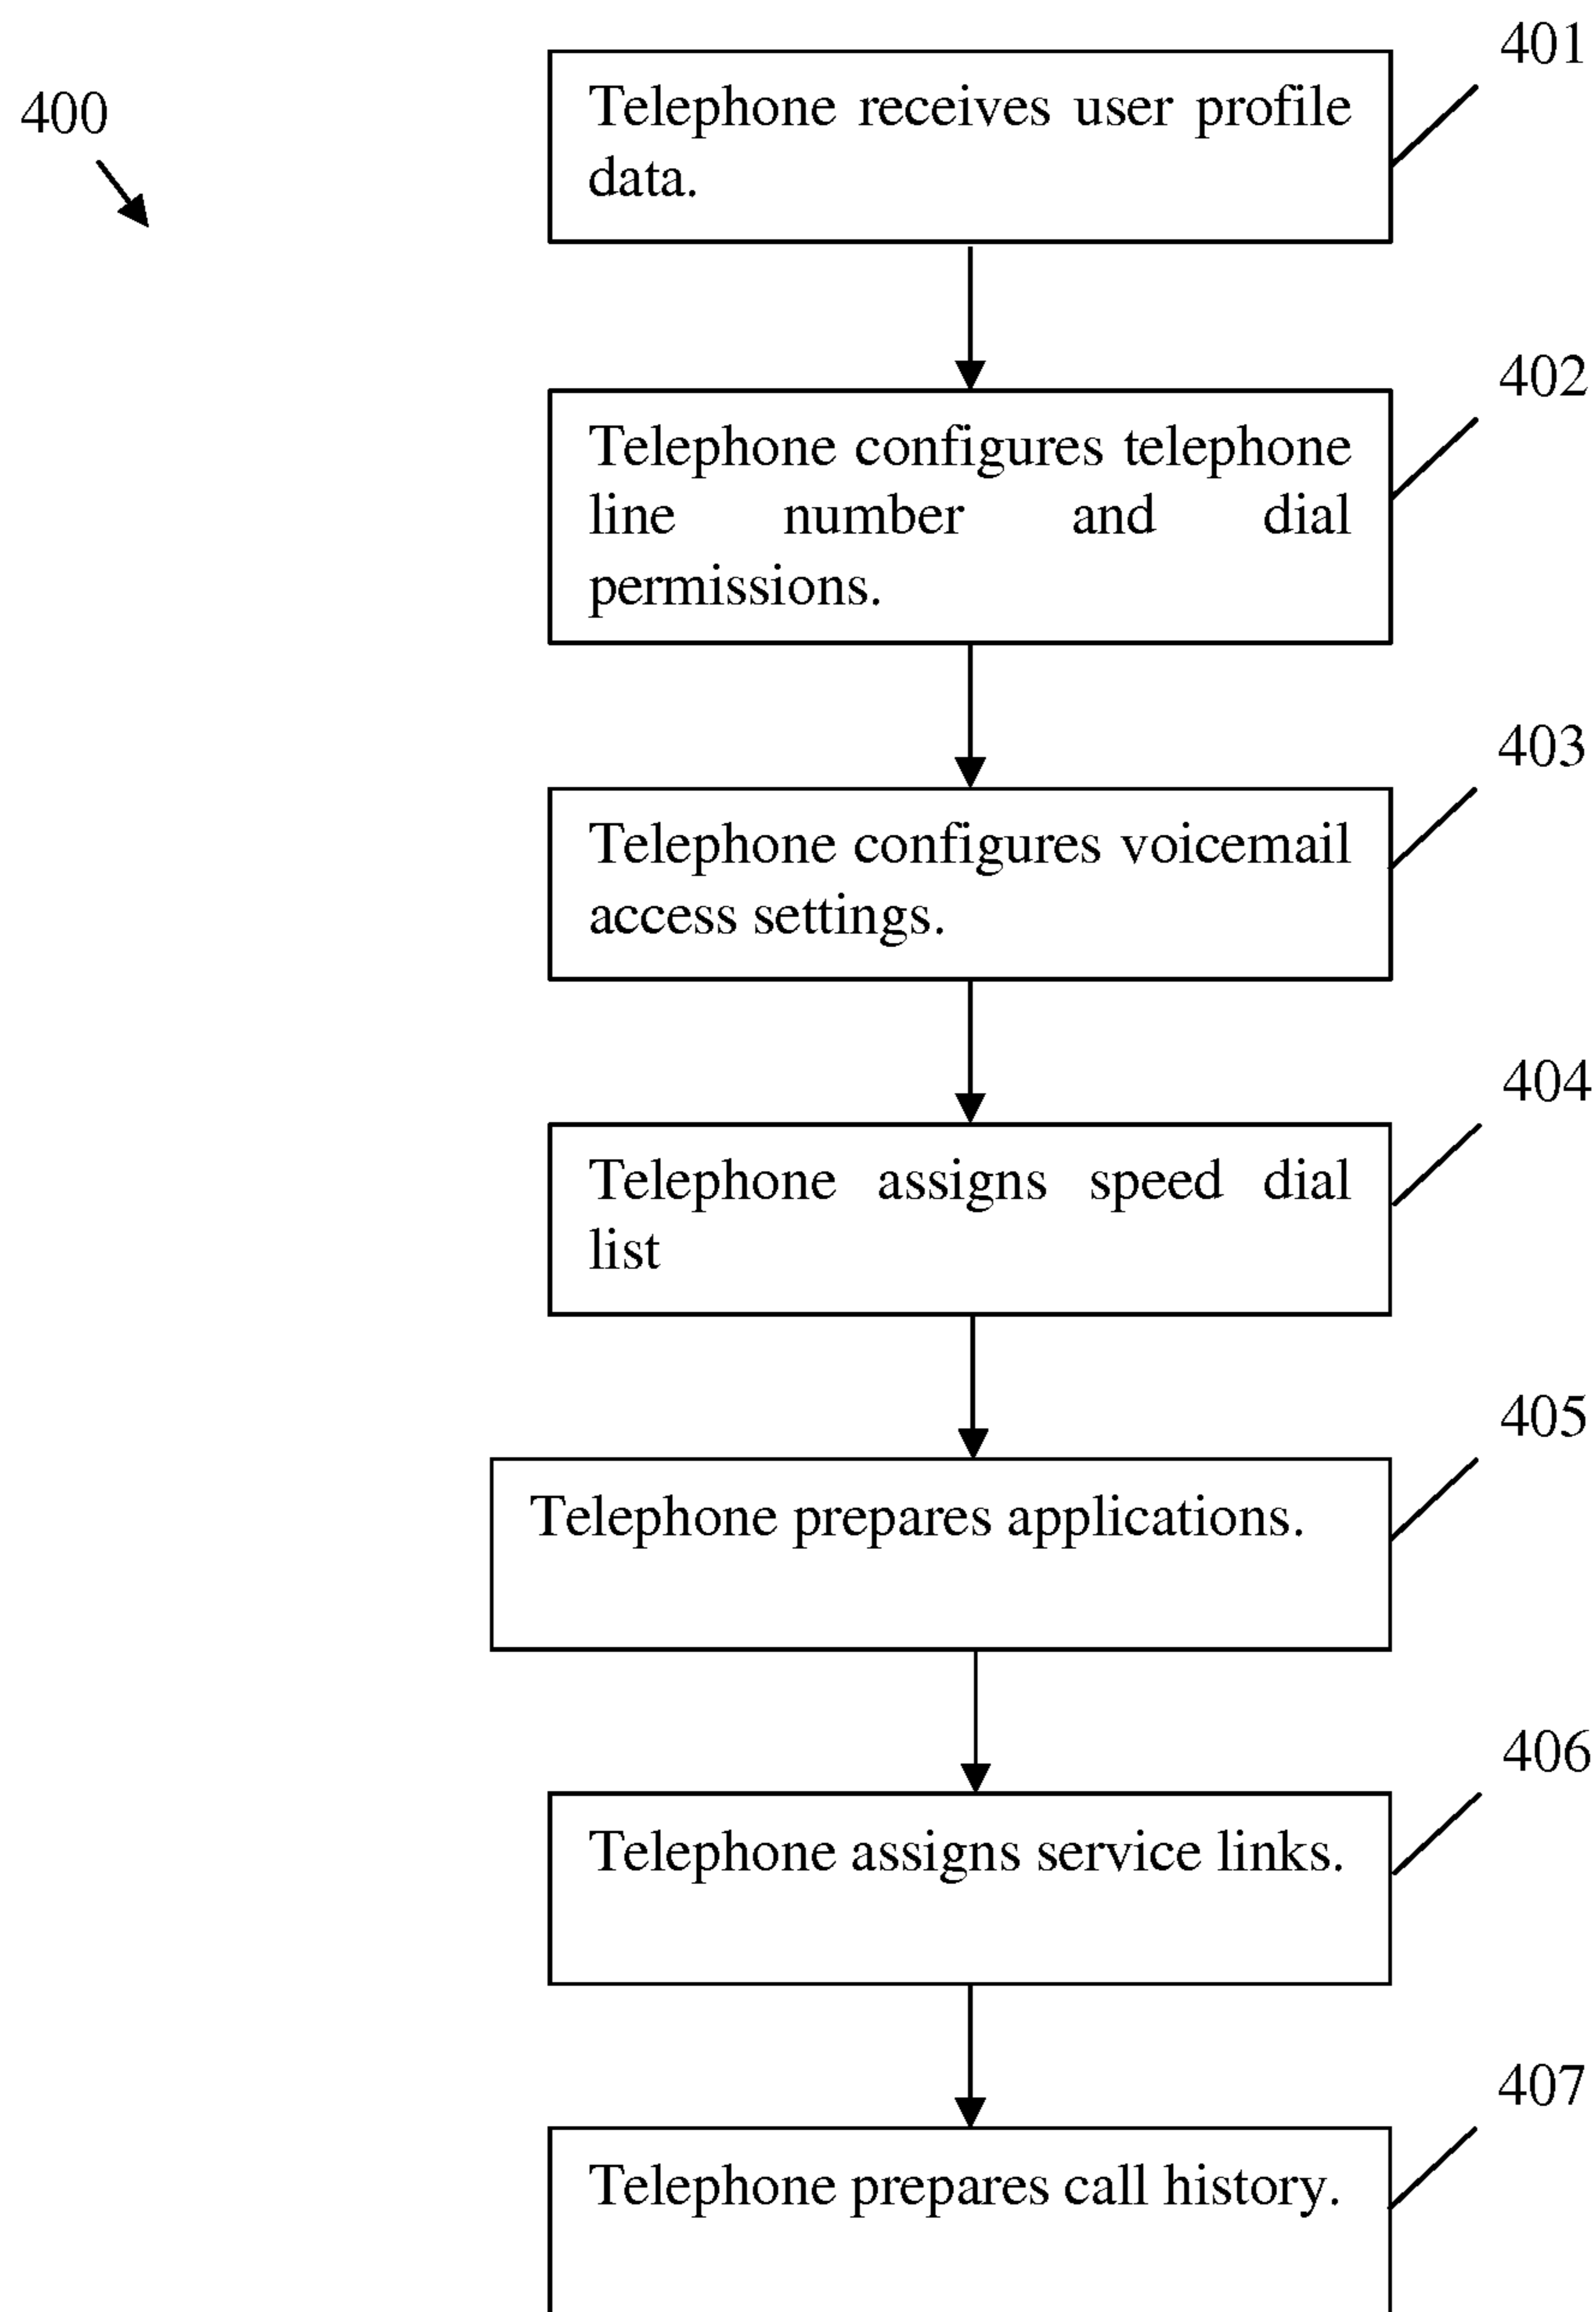 400
401
Telephone receives user profile
data.
402
Telephone configures telephone
line number and dial
permissions.
403
Telephone configures voicemail
access settings.
404
Telephone assigns speed dial
list
405
Telephone prepares applications.
406
Telephone assigns service links.
407
Telephone prepares call history.